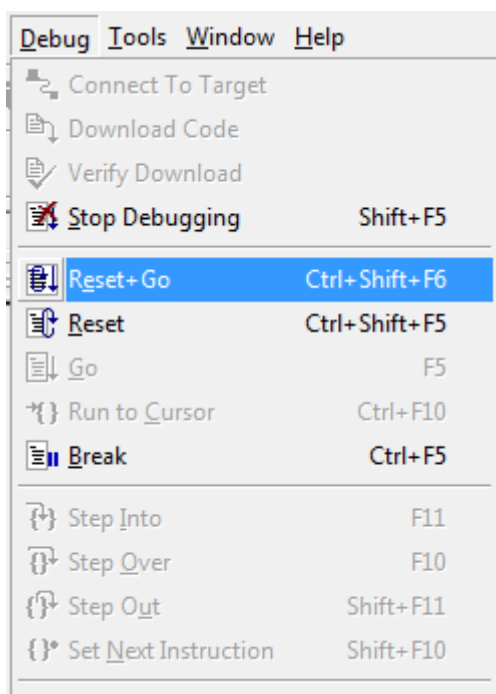 Debug Tools Window Help
Connect To Target
Download Code
Verify Download
Stop Debugging Shift+F5
Reset+Go Ctrl+Shift+F6
Reset Ctrl+Shift+F5
Go F5
Run to Cursor Ctrl+F10
Break Ctrl+F5
Step Into F11
Step Over F10
Step Out Shift+F11
Set Next Instruction Shift+F10